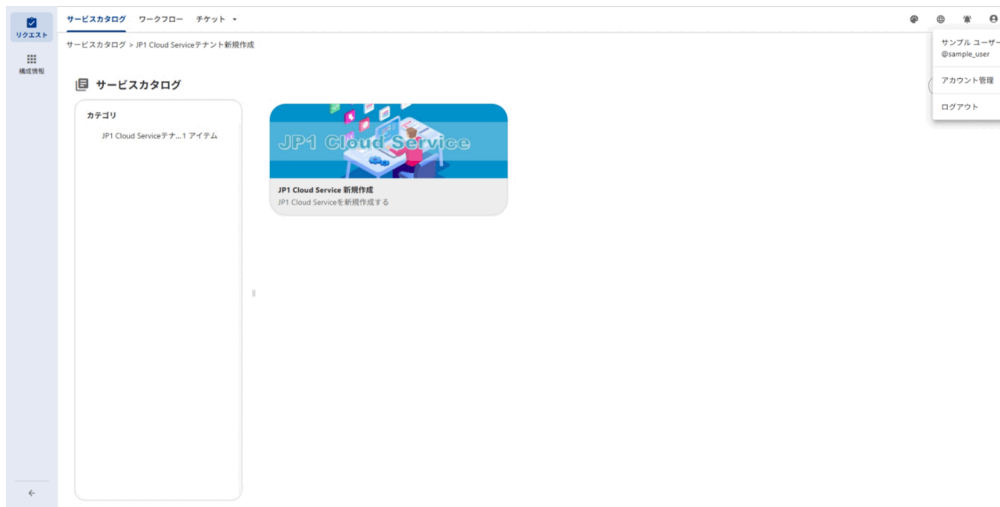 リクエスト
構成情報
サービスカタログ ワークフロー チケット
サービスカタログ > JP1 Cloud Serviceテナント新規作成
サンプル ユーザー
@sample_user
アカウント管理
ログアウト
サービスカタログ
カテゴリ
JP1 Cloud Serviceテナ...1 アイテム
JP1 Cloud Service
JP1 Cloud Service 新規作成
JP1 Cloud Serviceを新規作成する